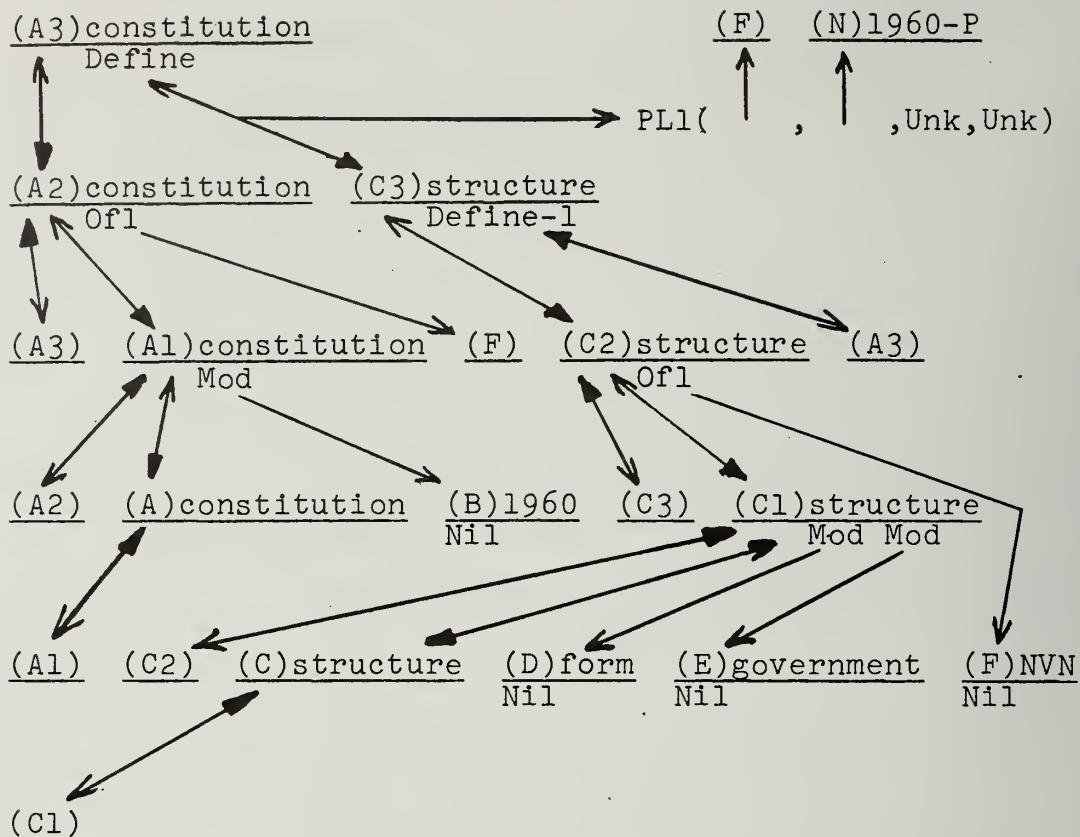 (A3)constitution (F) (N)1960-P
Define
PL1( , ,Unk,Unk)
(A2)constitution (C3)structure
Of1 Define-1
(A3) (A1)constitution (F) (C2)structure (A3)
Mod Of1
(A2) (A)constitution (B)1960 (C3) (C1)structure
Nil Mod Mod
(A1) (C2) (C)structure (D)form (E)government (F)NVN
Nil Nil Nil
(C1)